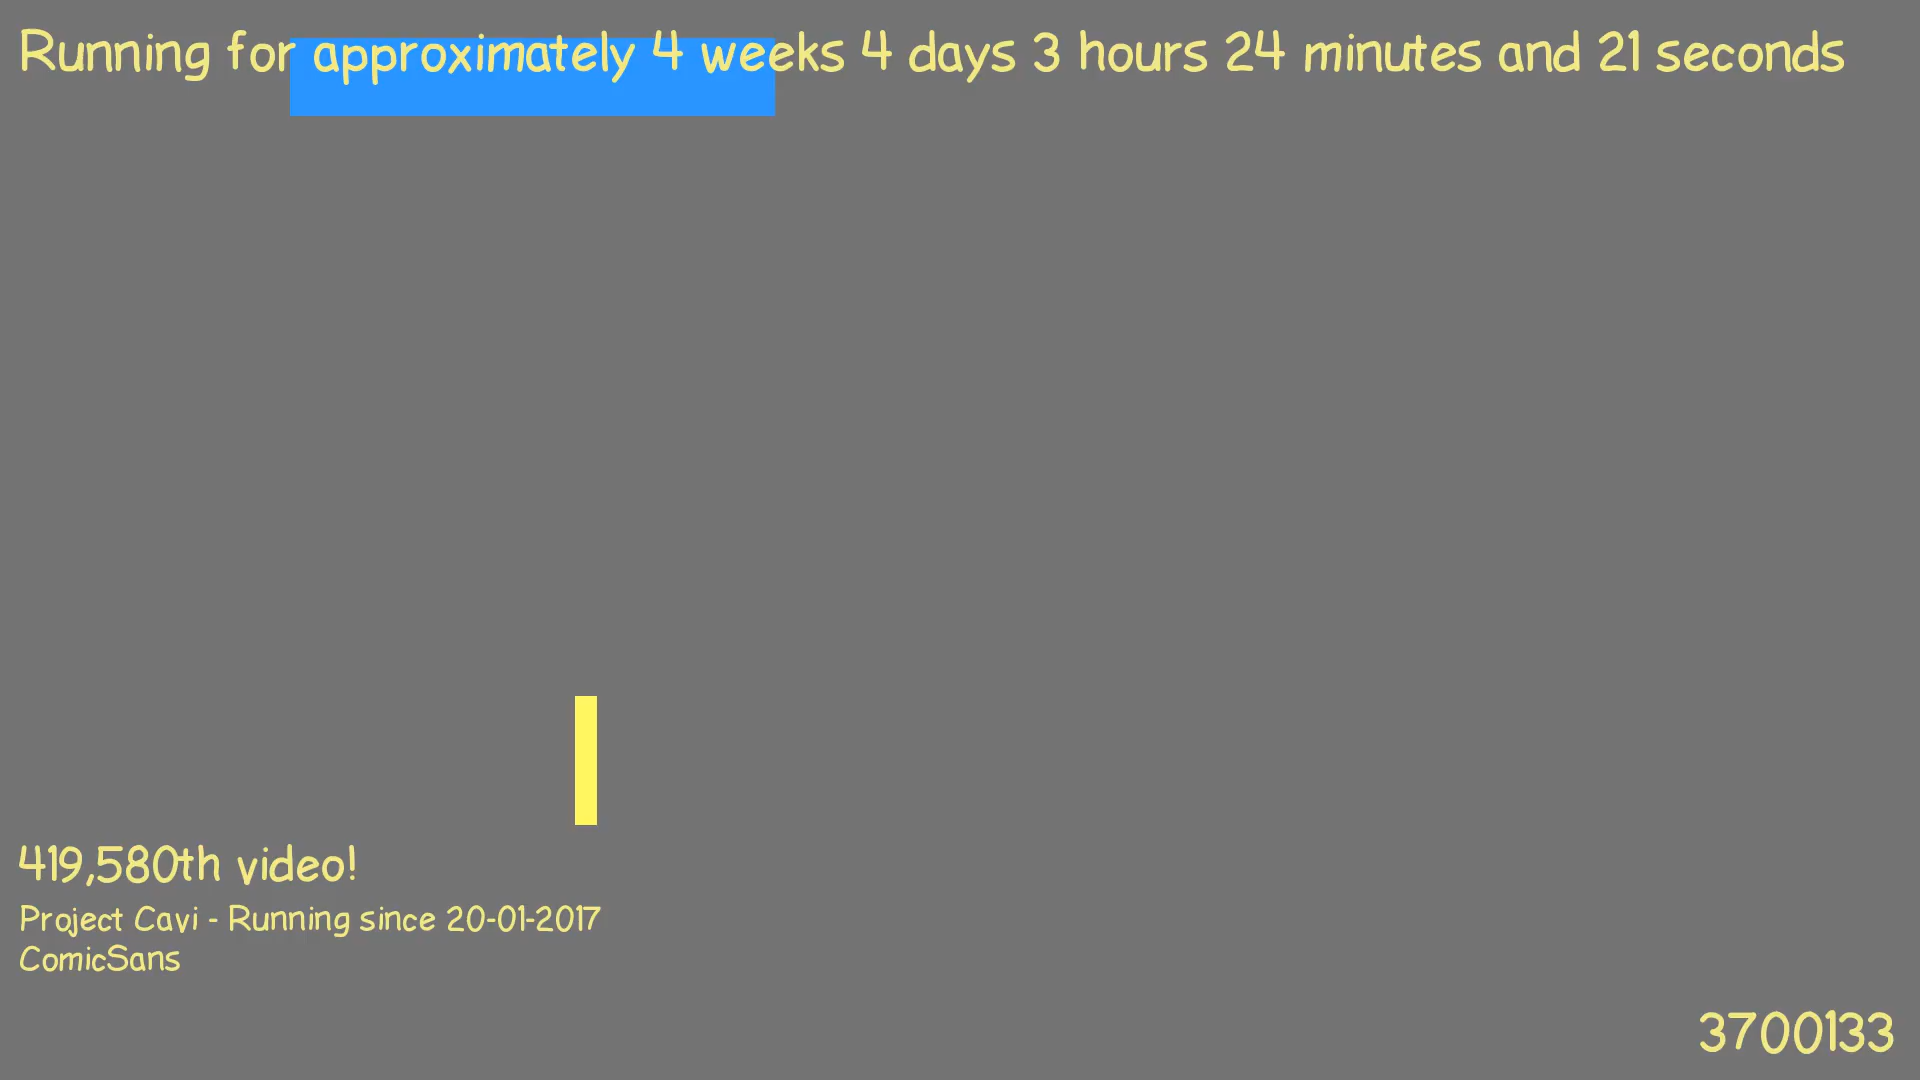 Running for approximately 4 weeks 4 days 3 hours 24 minutes and 21 seconds
419,580th video!
Project Cavi - Running since 20-01-2017
ComicSans
3700133